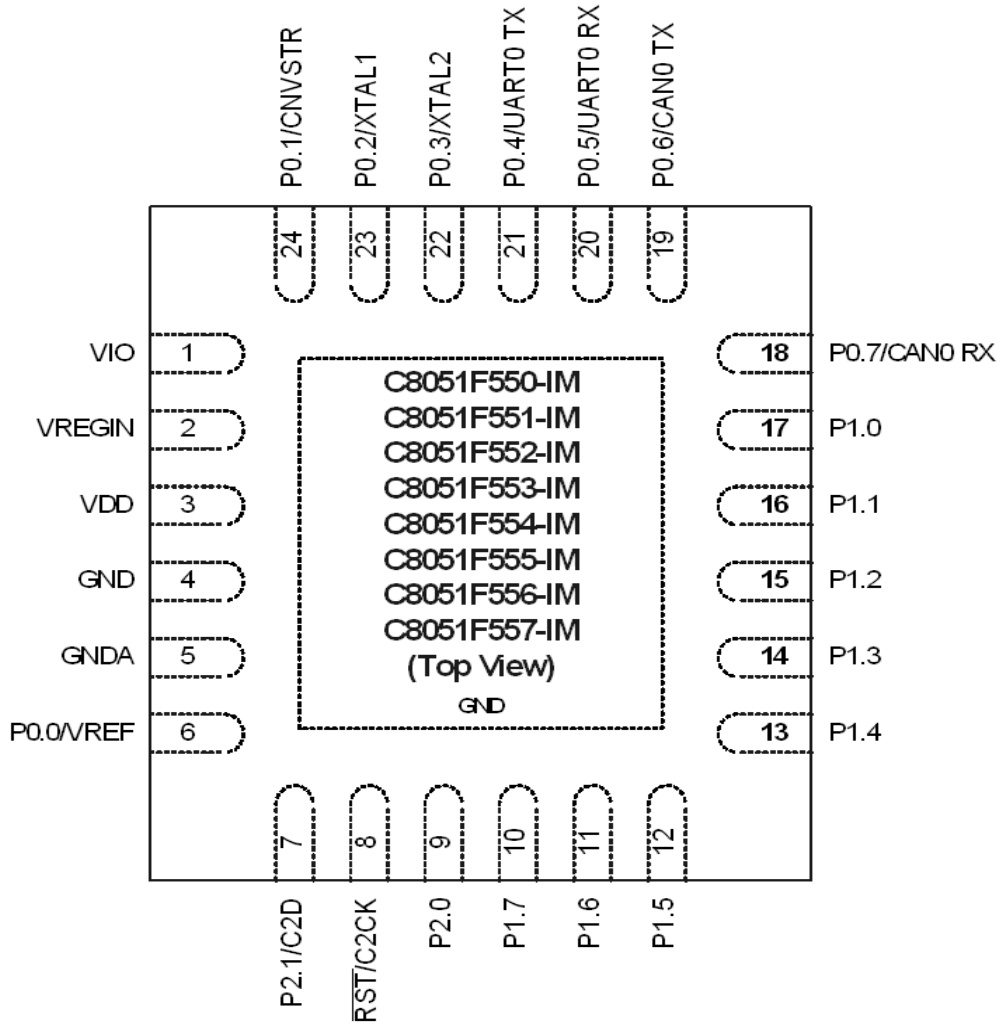 P0.1/CNVSTR
P0.2/XTAL1
P0.3/XTAL2
P0.4/UART0 TX
P0.5/UART0 RX
P0.6/CAN0 TX
24
23
22
21
20
19
VIO 1
VREGIN 2
VDD 3
GND 4
GNDA 5
P0.0/VREF 6
C8051F550-IM
C8051F551-IM
C8051F552-IM
C8051F553-IM
C8051F554-IM
C8051F555-IM
C8051F556-IM
C8051F557-IM
(Top View)
GND
18 P0.7/CAN0 RX
17 P1.0
16 P1.1
15 P1.2
14 P1.3
13 P1.4
7
8
9
10
11
12
P2.1/C2D
RST/C2CK
P2.0
P1.7
P1.6
P1.5